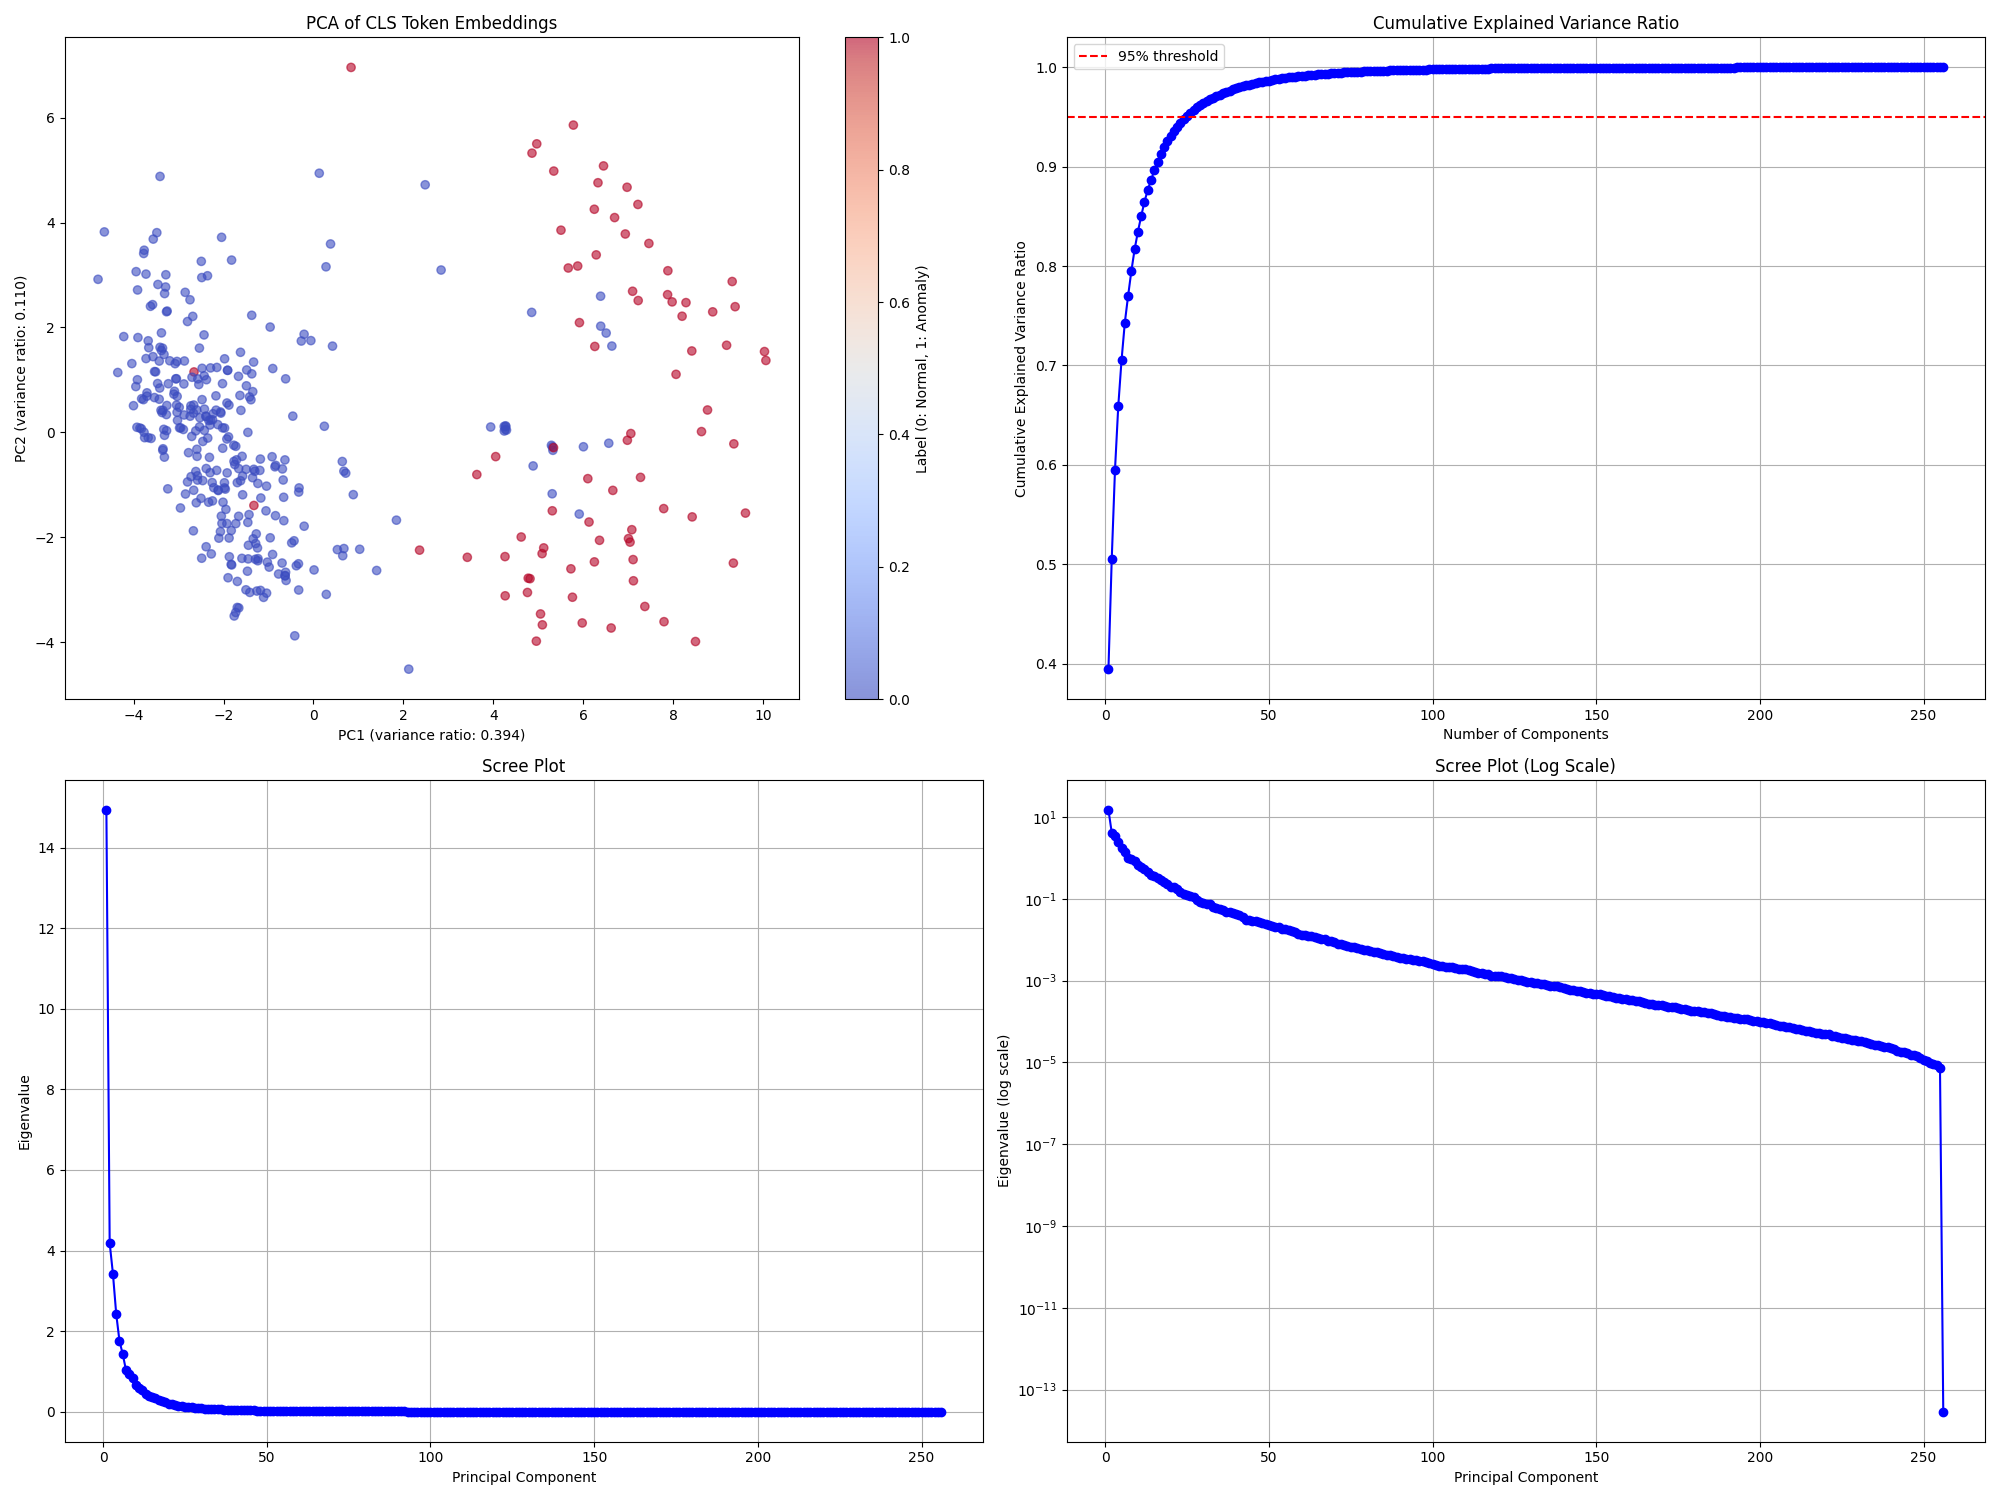 PCA of CLS Token Embeddings
6
4
2
0
−2
−4
PC2 (variance ratio: 0.110)
−4 −2 0 2 4 6 8 10
PC1 (variance ratio: 0.394)
1.0
0.8
0.6
0.4
0.2
0.0
Label (0: Normal, 1: Anomaly)
Cumulative Explained Variance Ratio
95% threshold
1.0
0.9
0.8
0.7
0.6
0.5
0.4
Cumulative Explained Variance Ratio
0 50 100 150 200 250
Number of Components
Scree Plot
14
12
10
8
6
4
2
0
Eigenvalue
0 50 100 150 200 250
Principal Component
Scree Plot (Log Scale)
10¹
10⁻¹
10⁻³
10⁻⁵
10⁻⁷
10⁻⁹
10⁻¹¹
10⁻¹³
Eigenvalue (log scale)
0 50 100 150 200 250
Principal Component